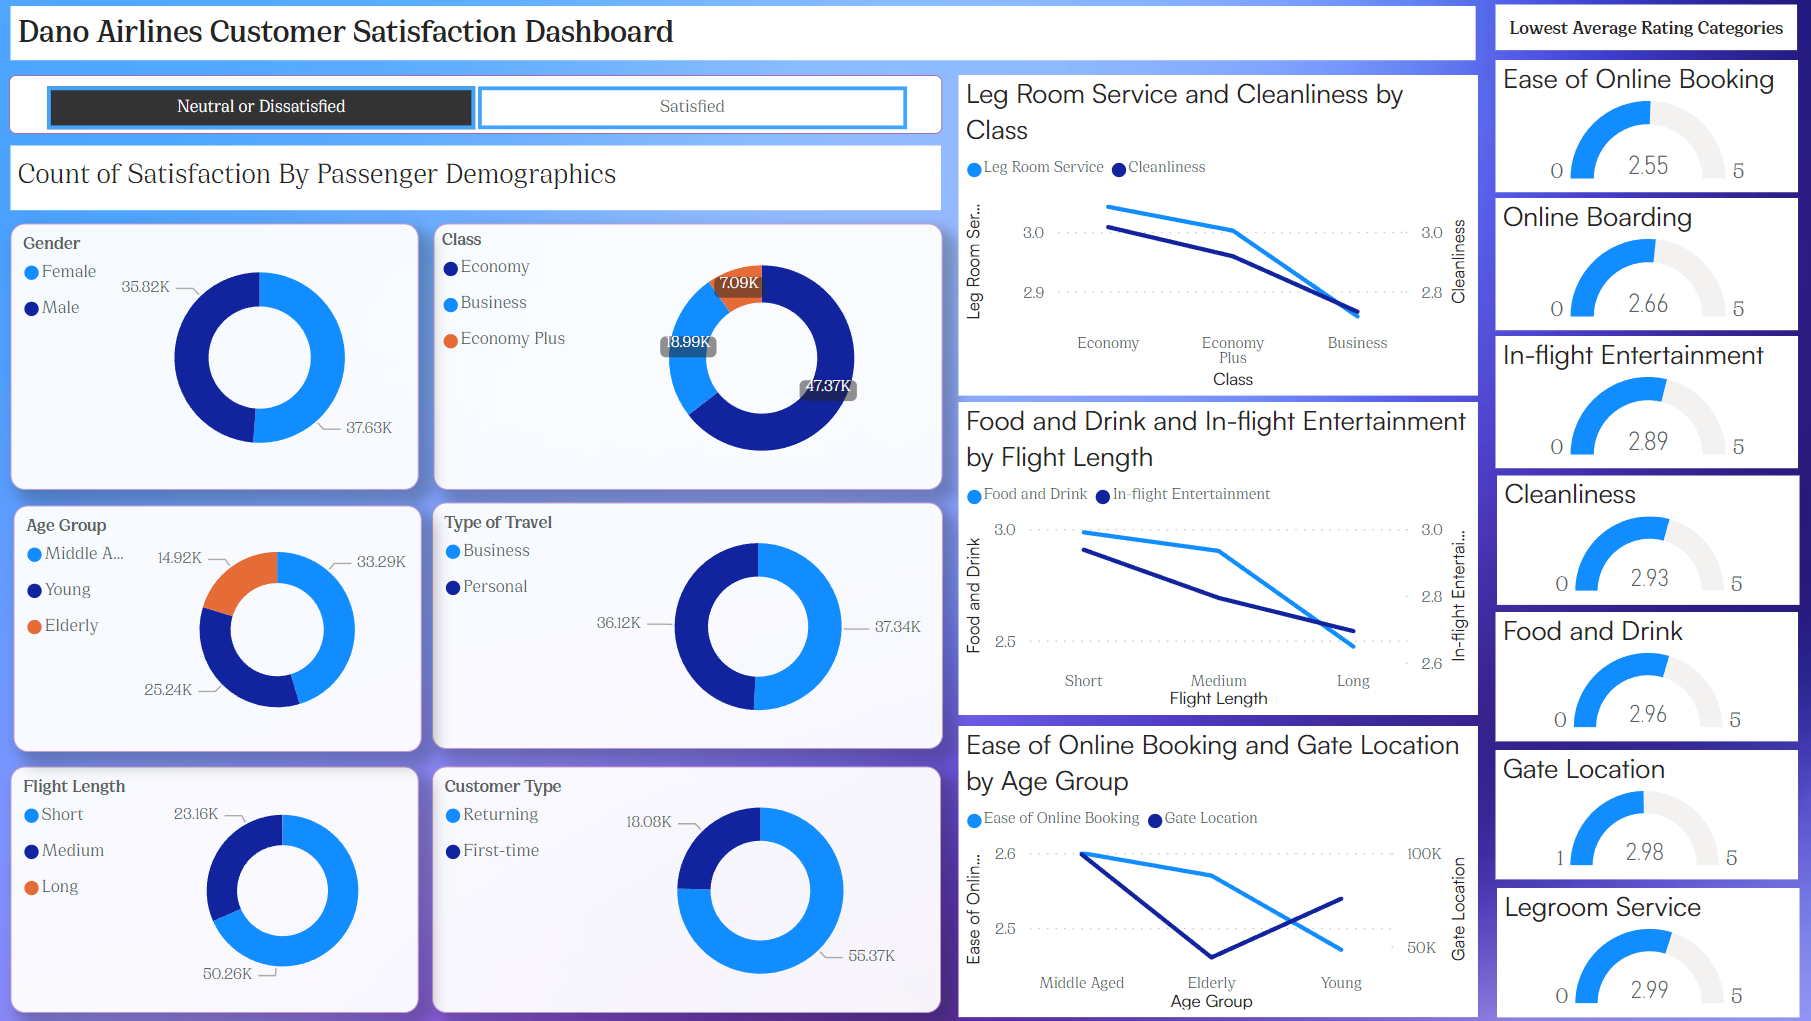 Dano Airlines Customer Satisfaction Dashboard
Neutral or Dissatisfied
Satisfied
Count of Satisfaction By Passenger Demographics
Gender
Female
Male
35.82K
37.63K
Class
Economy
Business
Economy Plus
7.09K
18.99K
47.37K
Age Group
Middle A...
Young
Elderly
14.92K
33.29K
25.24K
Type of Travel
Business
Personal
36.12K
37.34K
Flight Length
Short
Medium
Long
23.16K
50.26K
Customer Type
Returning
First-time
18.08K
55.37K
Leg Room Service and Cleanliness by
Class
Leg Room Service
Cleanliness
Leg Room Ser...
3.0
2.9
3.0
2.8
Cleanliness
Economy
Economy
Plus
Business
Class
Food and Drink and In-flight Entertainment
by Flight Length
Food and Drink
In-flight Entertainment
Food and Drink
3.0
2.5
3.0
2.8
2.6
In-flight Entertai...
Short
Medium
Long
Flight Length
Ease of Online Booking and Gate Location
by Age Group
Ease of Online Booking
Gate Location
Ease of Onlin...
2.6
2.5
100K
50K
Gate Location
Middle Aged
Elderly
Young
Age Group
Lowest Average Rating Categories
Ease of Online Booking
0
2.55
5
Online Boarding
0
2.66
5
In-flight Entertainment
0
2.89
5
Cleanliness
0
2.93
5
Food and Drink
0
2.96
5
Gate Location
1
2.98
5
Legroom Service
0
2.99
5